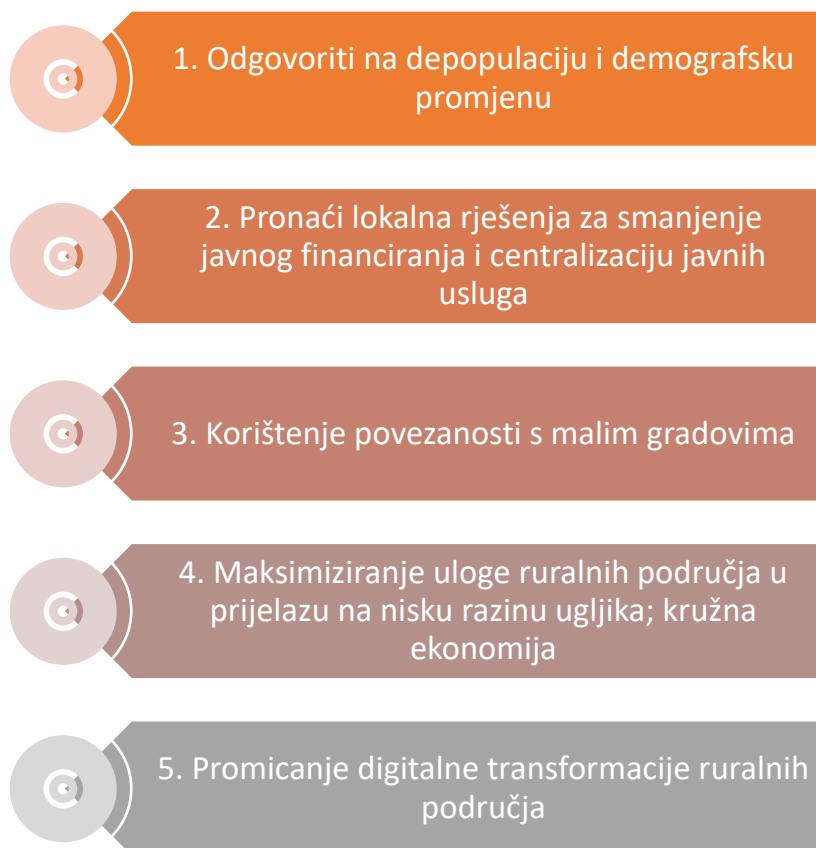 1. Odgovoriti na depopulaciju i demografsku
promjenu
2. Pronaći lokalna rješenja za smanjenje
javnog financiranja i centralizaciju javnih
usluga
3. Korištenje povezanosti s malim gradovima
4. Maksimiziranje uloge ruralnih područja u
prijelazu na nisku razinu ugljika; kružna
ekonomija
5. Promicanje digitalne transformacije ruralnih
područja